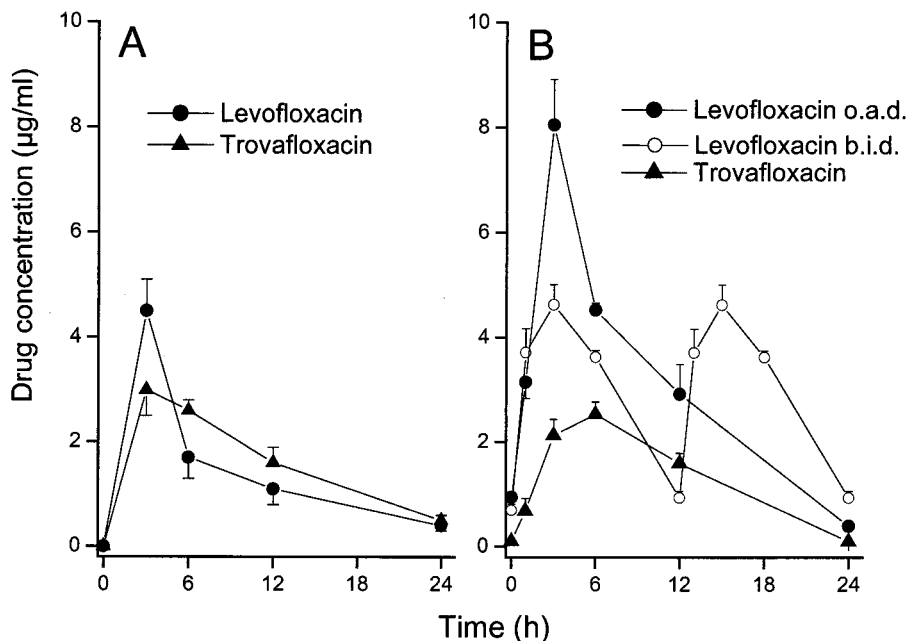 A
Levofloxacin
Trovafloxacin
10
8
6
4
2
0
0
6
12
18
24
Drug concentration (µg/ml)
B
Levofloxacin o.a.d.
Levofloxacin b.i.d.
Trovafloxacin
10
8
6
4
2
0
0
6
12
18
24
Time (h)